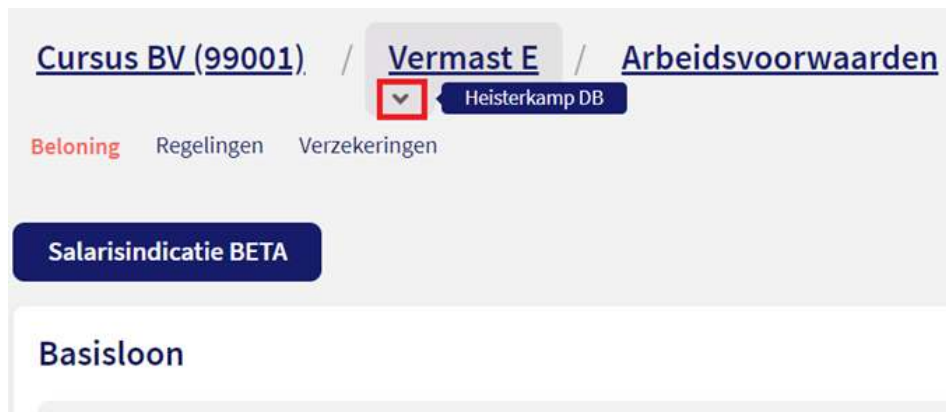 Cursus BV (99001) / Vermast E / Arbeidsvoorwaarden
Heisterkamp DB
Beloning Regelingen Verzekeringen
Salarisindicatie BETA
Basisloon